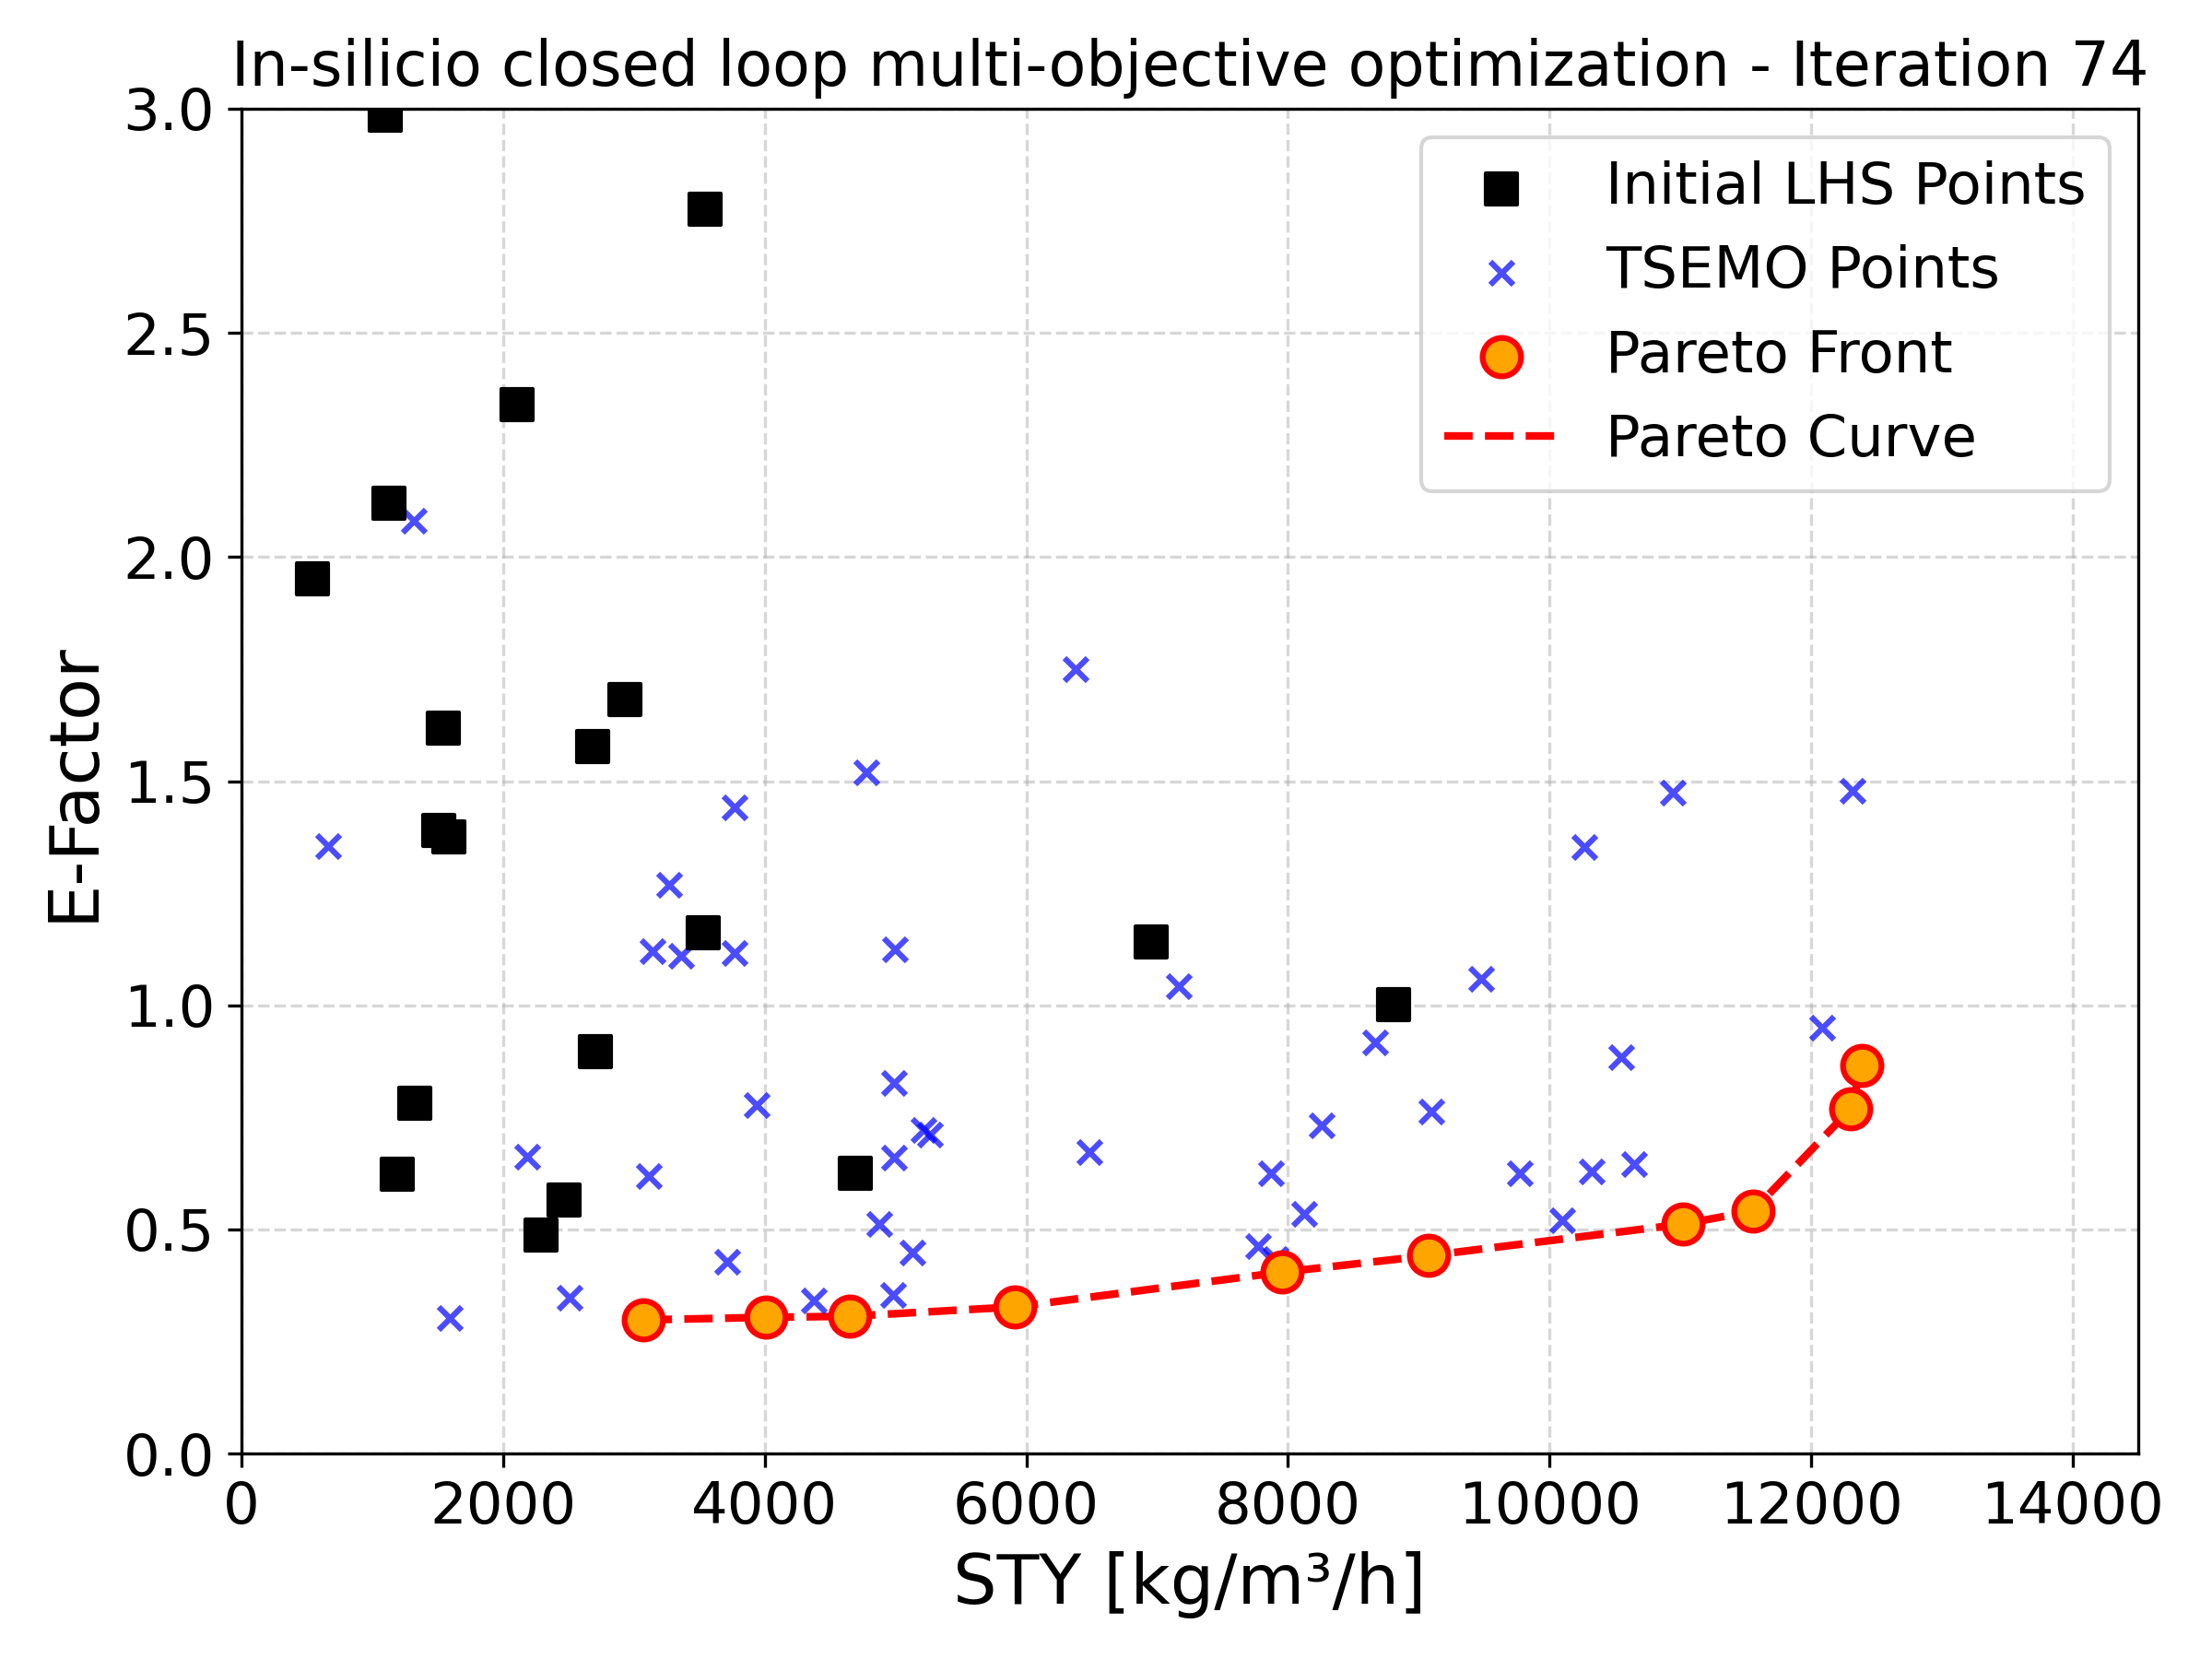 In-silicio closed loop multi-objective optimization - Iteration 74
3.0
2.5
2.0
1.5
1.0
0.5
0.0
E-Factor
Initial LHS Points
TSEMO Points
Pareto Front
Pareto Curve
0 2000 4000 6000 8000 10000 12000 14000
STY [kg/m³/h]